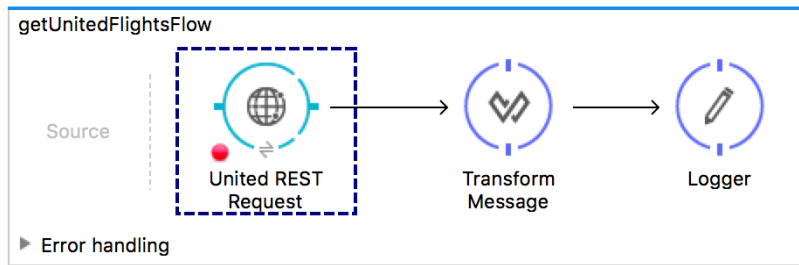 getUnitedFlightsFlow
Source
United REST
Request
Transform
Message
Logger
Error handling